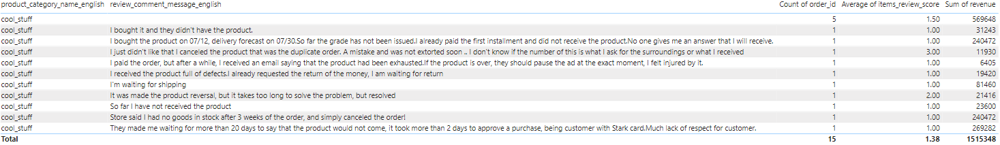 product_category_name_english review_comment_message_english Count of order_id Average of items_review_score Sum of revenue
cool_stuff 5 1.50 569648
cool_stuff I bought it and they didn't have the product. 1 1.00 31243
cool_stuff I bought the product on 07/12, delivery forecast on 07/30.So far the grade has not been issued.I already paid the first installment and did not receive the product.No one gives me an answer that I will receive. 1 1.00 240472
cool_stuff I just didn't like that I canceled the product that was the duplicate order. A mistake and was not extorted soon .. I don't know if the number of this is what I ask for the surroundings or what I received 1 3.00 11930
cool_stuff I paid the order, but after a while, I received an email saying that the product had been exhausted.If the product is over, they should pause the ad at the exact moment, I felt injured by it. 1 1.00 6405
cool_stuff I received the product full of defects.I already requested the return of the money, I am waiting for return 1 1.00 19420
cool_stuff I'm waiting for shipping 1 1.00 81460
cool_stuff It was made the product reversal, but it takes too long to solve the problem, but resolved 1 2.00 21416
cool_stuff So far I have not received the product 1 1.00 23600
cool_stuff Store said I had no goods in stock after 3 weeks of the order, and simply canceled the order! 1 1.00 240472
cool_stuff They made me waiting for more than 20 days to say that the product would not come, it took more than 2 days to approve a purchase, being customer with Stark card.Much lack of respect for customer. 1 1.00 269282
Total 15 1.38 1515348